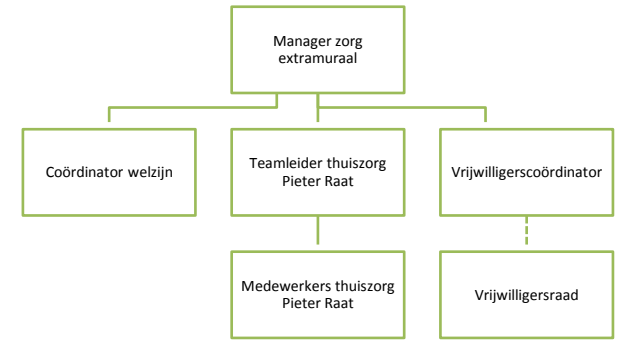 Manager zorg
extramuraal
Coördinator welzijn
Teamleider thuiszorg
Pieter Raat
Vrijwilligerscoördinator
Medewerkers thuiszorg
Pieter Raat
Vrijwilligersraad